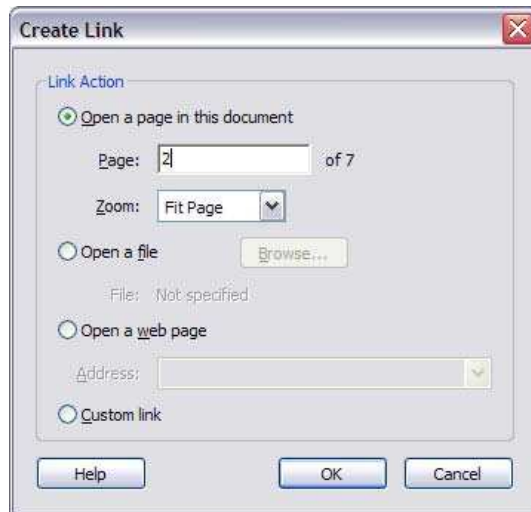 Create Link
Link Action
Open a page in this document
Page: 2 of 7
Zoom: Fit Page
Open a file Browse...
File: Not specified
Open a web page
Address:
Custom link
Help OK Cancel